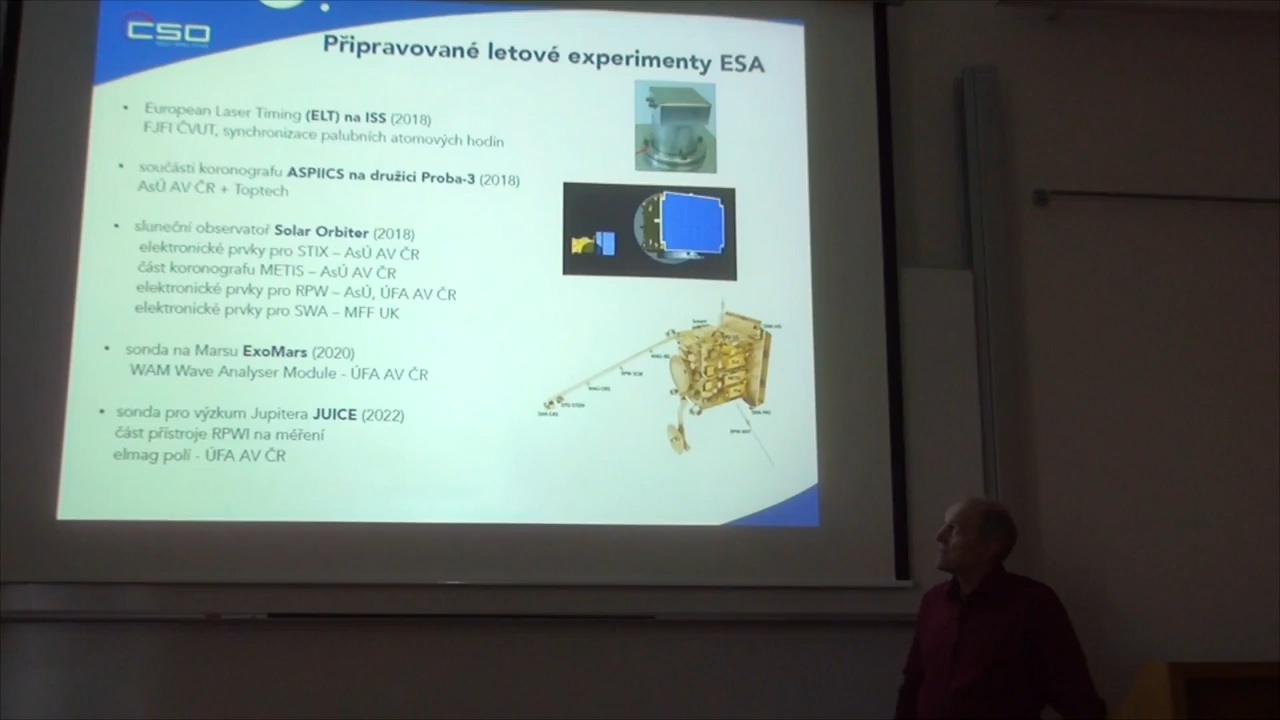 CSO
Připravované letové experimenty ESA
• European Laser Timing (ELT) na ISS (2018)
FJFI ČVUT, synchronizace palubních atomových hodin
• součásti koronografu ASPIICS na družici Proba-3 (2018)
AsÚ AV ČR + Toptech
• sluneční observatoř Solar Orbiter (2018)
elektronické prvky pro STIX – AsÚ AV ČR
část koronografu METIS – AsÚ AV ČR
elektronické prvky pro RPW – AsÚ, ÚFA AV ČR
elektronické prvky pro SWA – MFF UK
• sonda na Marsu ExoMars (2020)
WAM Wave Analyser Module - ÚFA AV ČR
• sonda pro výzkum Jupitera JUICE (2022)
část přístroje RPWI na měření
elmag polí - ÚFA AV ČR